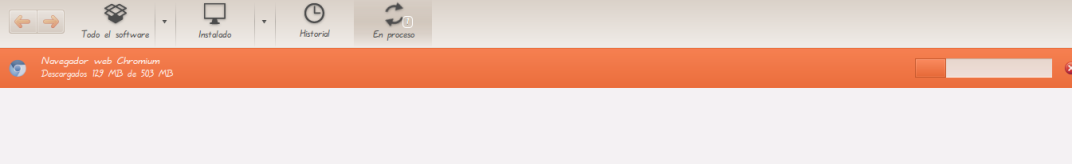 Todo el software
Instalado
Historial
En proceso
Navegador web Chromium
Descargados 12,9 MB de 50,3 MB